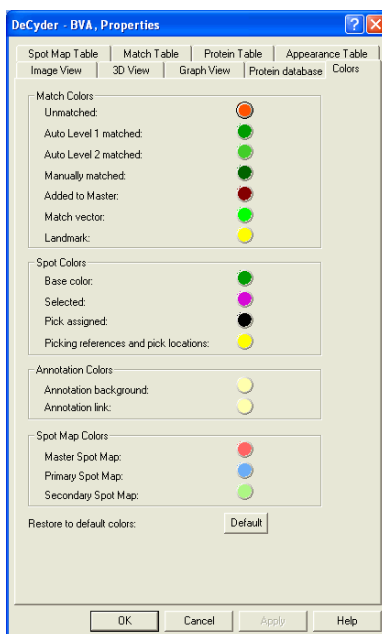 DeCyder - BVA, Properties
Spot Map Table Match Table Protein Table Appearance Table
Image View 3D View Graph View Protein database Colors
Match Colors
Unmatched:
Auto Level 1 matched:
Auto Level 2 matched:
Manually matched:
Added to Master:
Match vector:
Landmark:
Spot Colors
Base color:
Selected:
Pick assigned:
Picking references and pick locations:
Annotation Colors
Annotation background:
Annotation link:
Spot Map Colors
Master Spot Map:
Primary Spot Map:
Secondary Spot Map:
Restore to default colors: Default
OK Cancel Apply Help